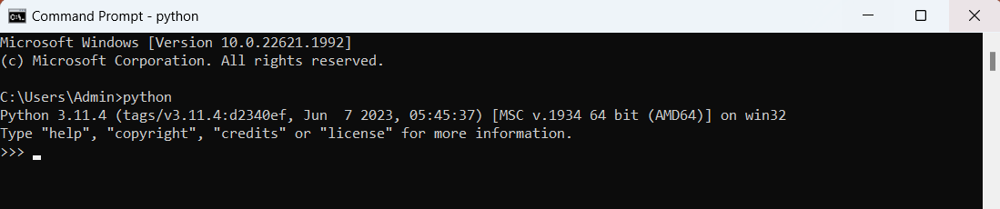 Command Prompt - python
Microsoft Windows [Version 10.0.22621.1992]
(c) Microsoft Corporation. All rights reserved.
C:\Users\Admin>python
Python 3.11.4 (tags/v3.11.4:d2340ef, Jun  7 2023, 05:45:37) [MSC v.1934 64 bit (AMD64)] on win32
Type "help", "copyright", "credits" or "license" for more information.
>>>